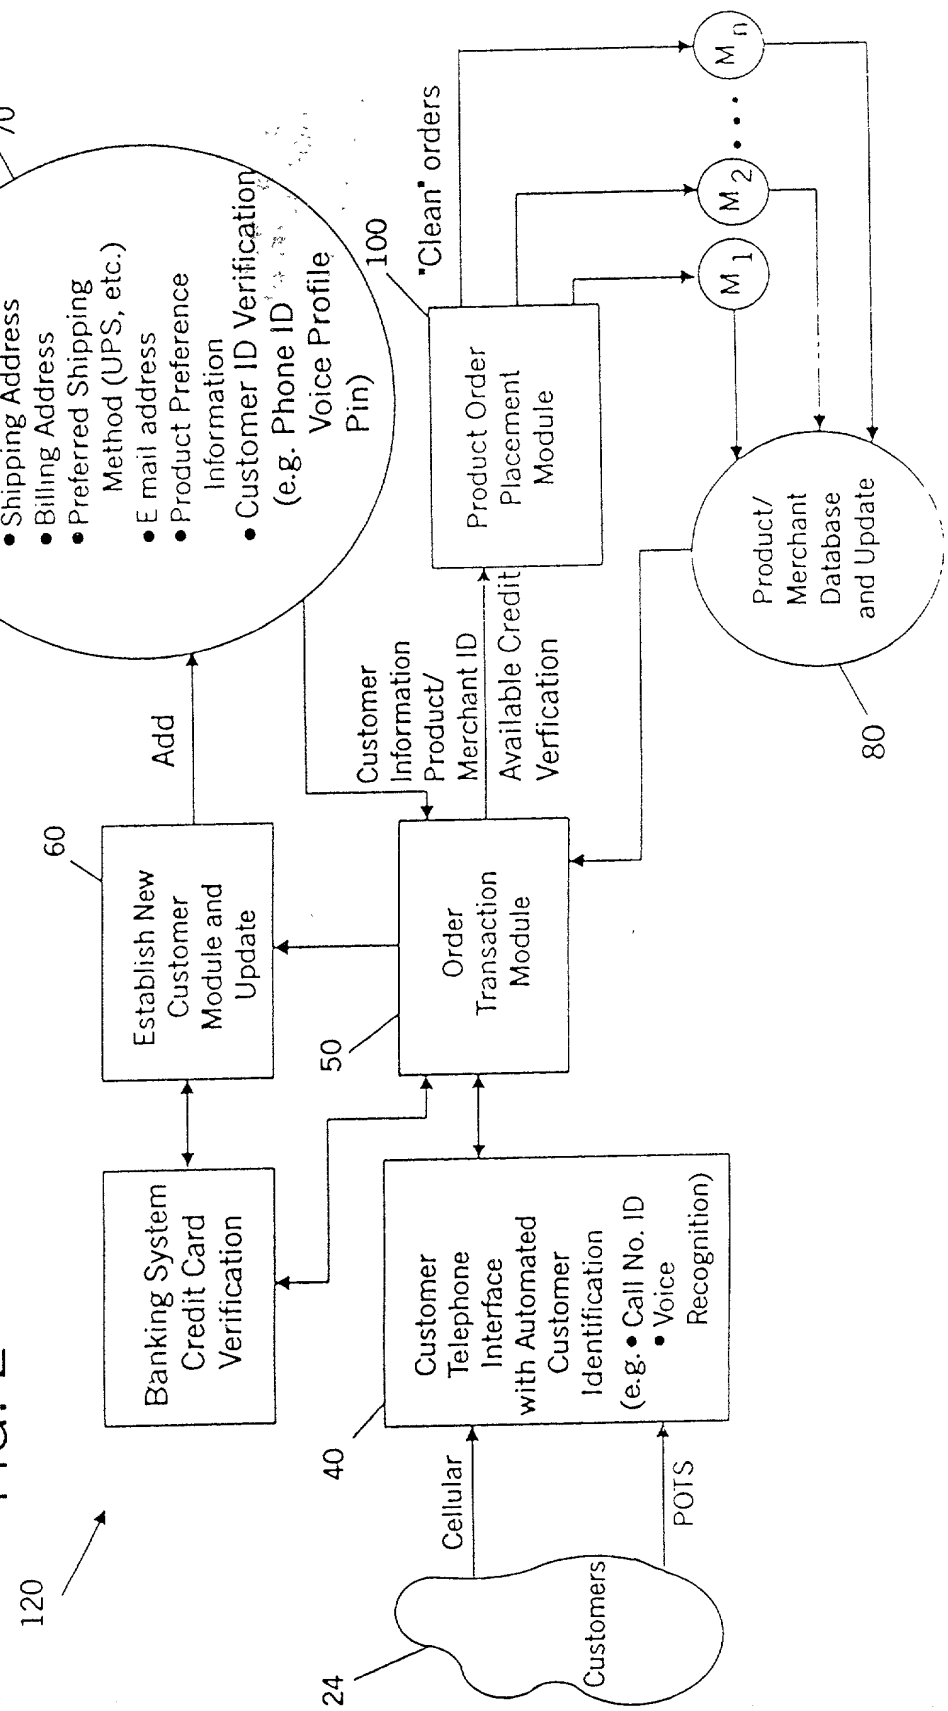 120
70
• Shipping Address
• Billing Address
• Preferred Shipping
Method (UPS, etc.)
• E mail address
• Product Preference
Information
• Customer ID Verification
(e.g. Phone ID
Voice Profile
Pin)
Banking System
Credit Card
Verification
60
Establish New
Customer
Module and
Update
Add
24
Customers
Cellular
POTS
40
Customer
Telephone
Interface
with Automated
Customer
Identification
(e.g. • Call No. ID
• Voice
Recognition)
50
Order
Transaction
Module
Customer
Information
Product/
Merchant ID
Available Credit
Verfication
100
Product Order
Placement
Module
"Clean" orders
M 1
M 2
• • • •
M n
80
Product/
Merchant
Database
and Update